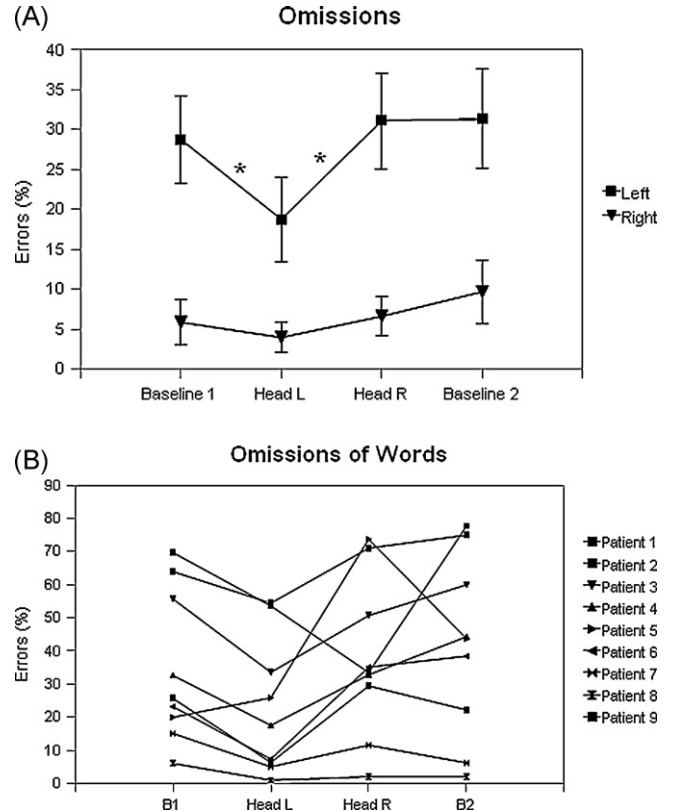 (A)
Omissions
40
35
30
25
20
15
10
5
0
Errors (%)
*
*
Left
Right
Baseline 1 Head L Head R Baseline 2
(B)
Omissions of Words
90
80
70
60
50
40
30
20
10
0
Errors (%)
Patient 1
Patient 2
Patient 3
Patient 4
Patient 5
Patient 6
Patient 7
Patient 8
Patient 9
B1 Head L Head R B2